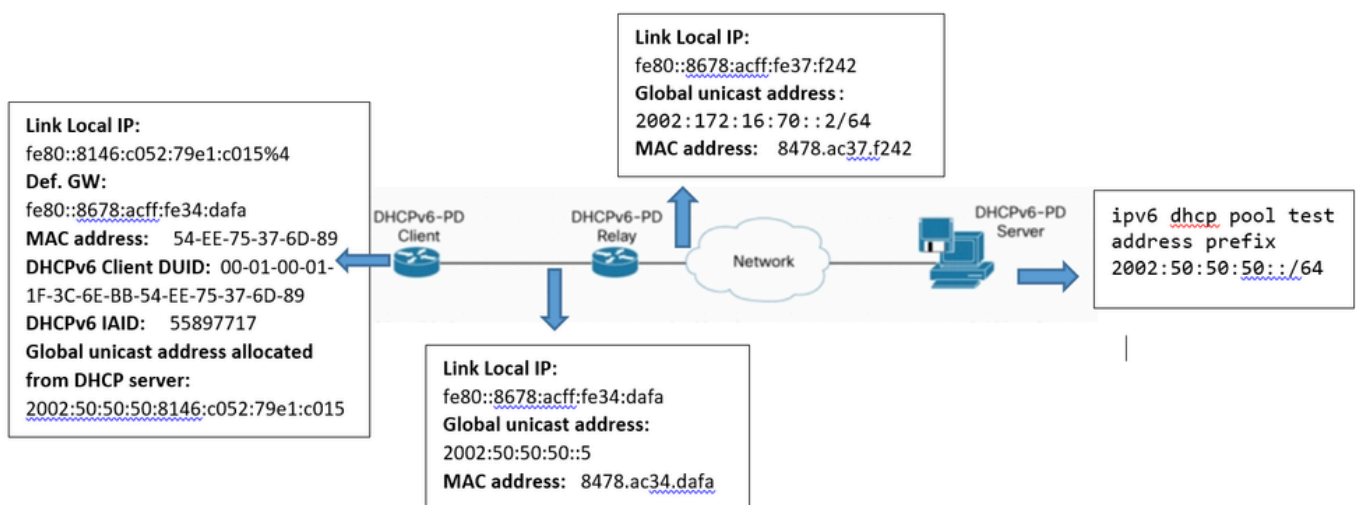 Link Local IP:
fe80::8678:acff:fe37:f242
Global unicast address:
2002:172:16:70::2/64
MAC address: 8478.ac37.f242
Link Local IP:
fe80::8146:c052:79e1:c015%4
Def. GW:
fe80::8678:acff:fe34:dafa
MAC address: 54-EE-75-37-6D-89
DHCPv6 Client DUID: 00-01-00-01-
1F-3C-6E-BB-54-EE-75-37-6D-89
DHCPv6 IAID: 55897717
Global unicast address allocated
from DHCP server:
2002:50:50:50:8146:c052:79e1:c015
DHCPv6-PD
Client
DHCPv6-PD
Relay
Network
DHCPv6-PD
Server
ipv6 dhcp pool test
address prefix
2002:50:50:50::/64
Link Local IP:
fe80::8678:acff:fe34:dafa
Global unicast address:
2002:50:50:50::5
MAC address: 8478.ac34.dafa